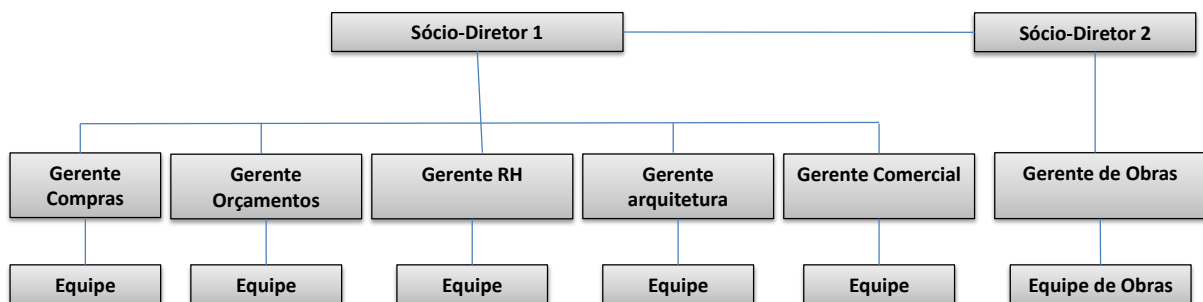 Sócio-Diretor 1
Sócio-Diretor 2
Gerente
Compras
Gerente
Orçamentos
Gerente RH
Gerente
arquitetura
Gerente Comercial
Gerente de Obras
Equipe
Equipe
Equipe
Equipe
Equipe
Equipe de Obras